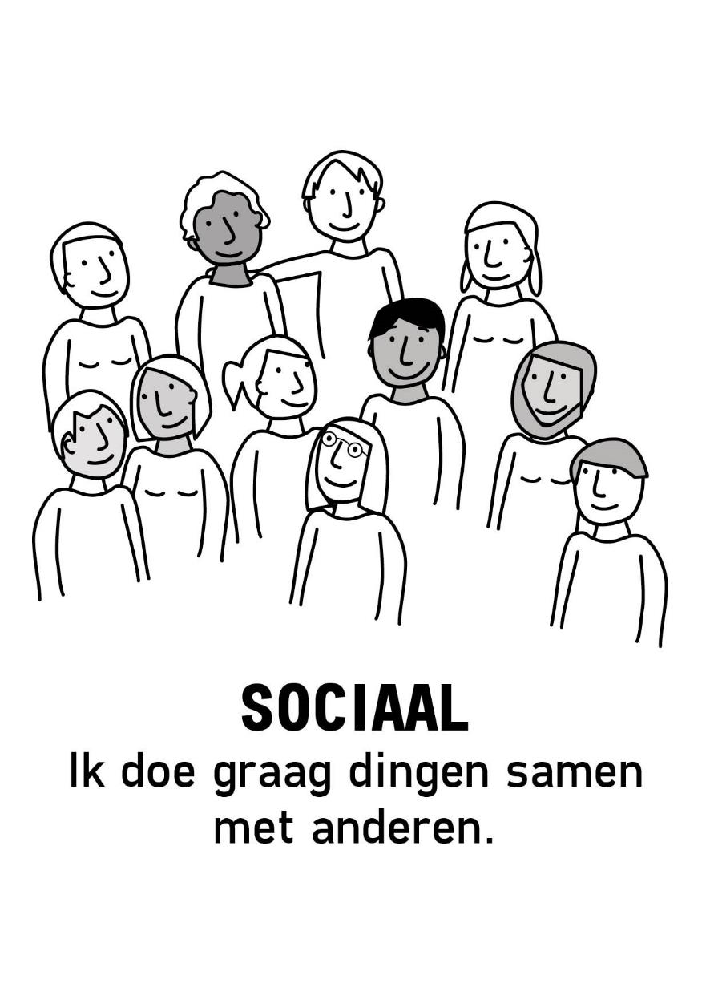 SOCIAAL
Ik doe graag dingen samen
met anderen.